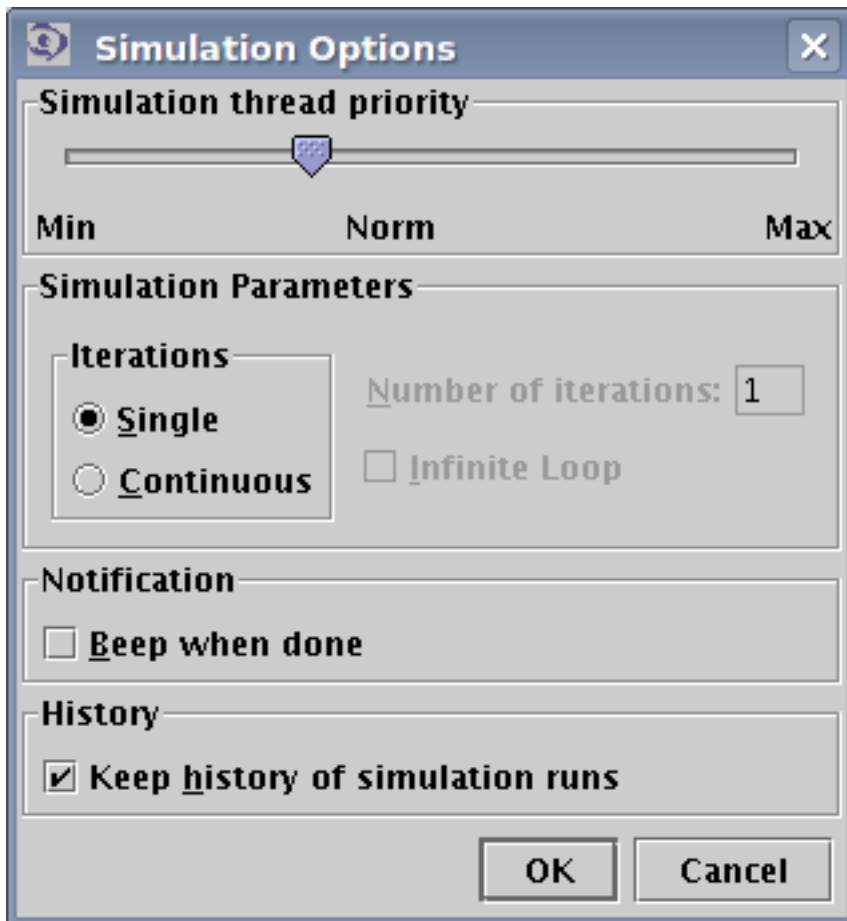 Simulation Options
Simulation thread priority
Min Norm Max
Simulation Parameters
Iterations
Single
Continuous
Number of iterations: 1
Infinite Loop
Notification
Beep when done
History
Keep history of simulation runs
OK Cancel